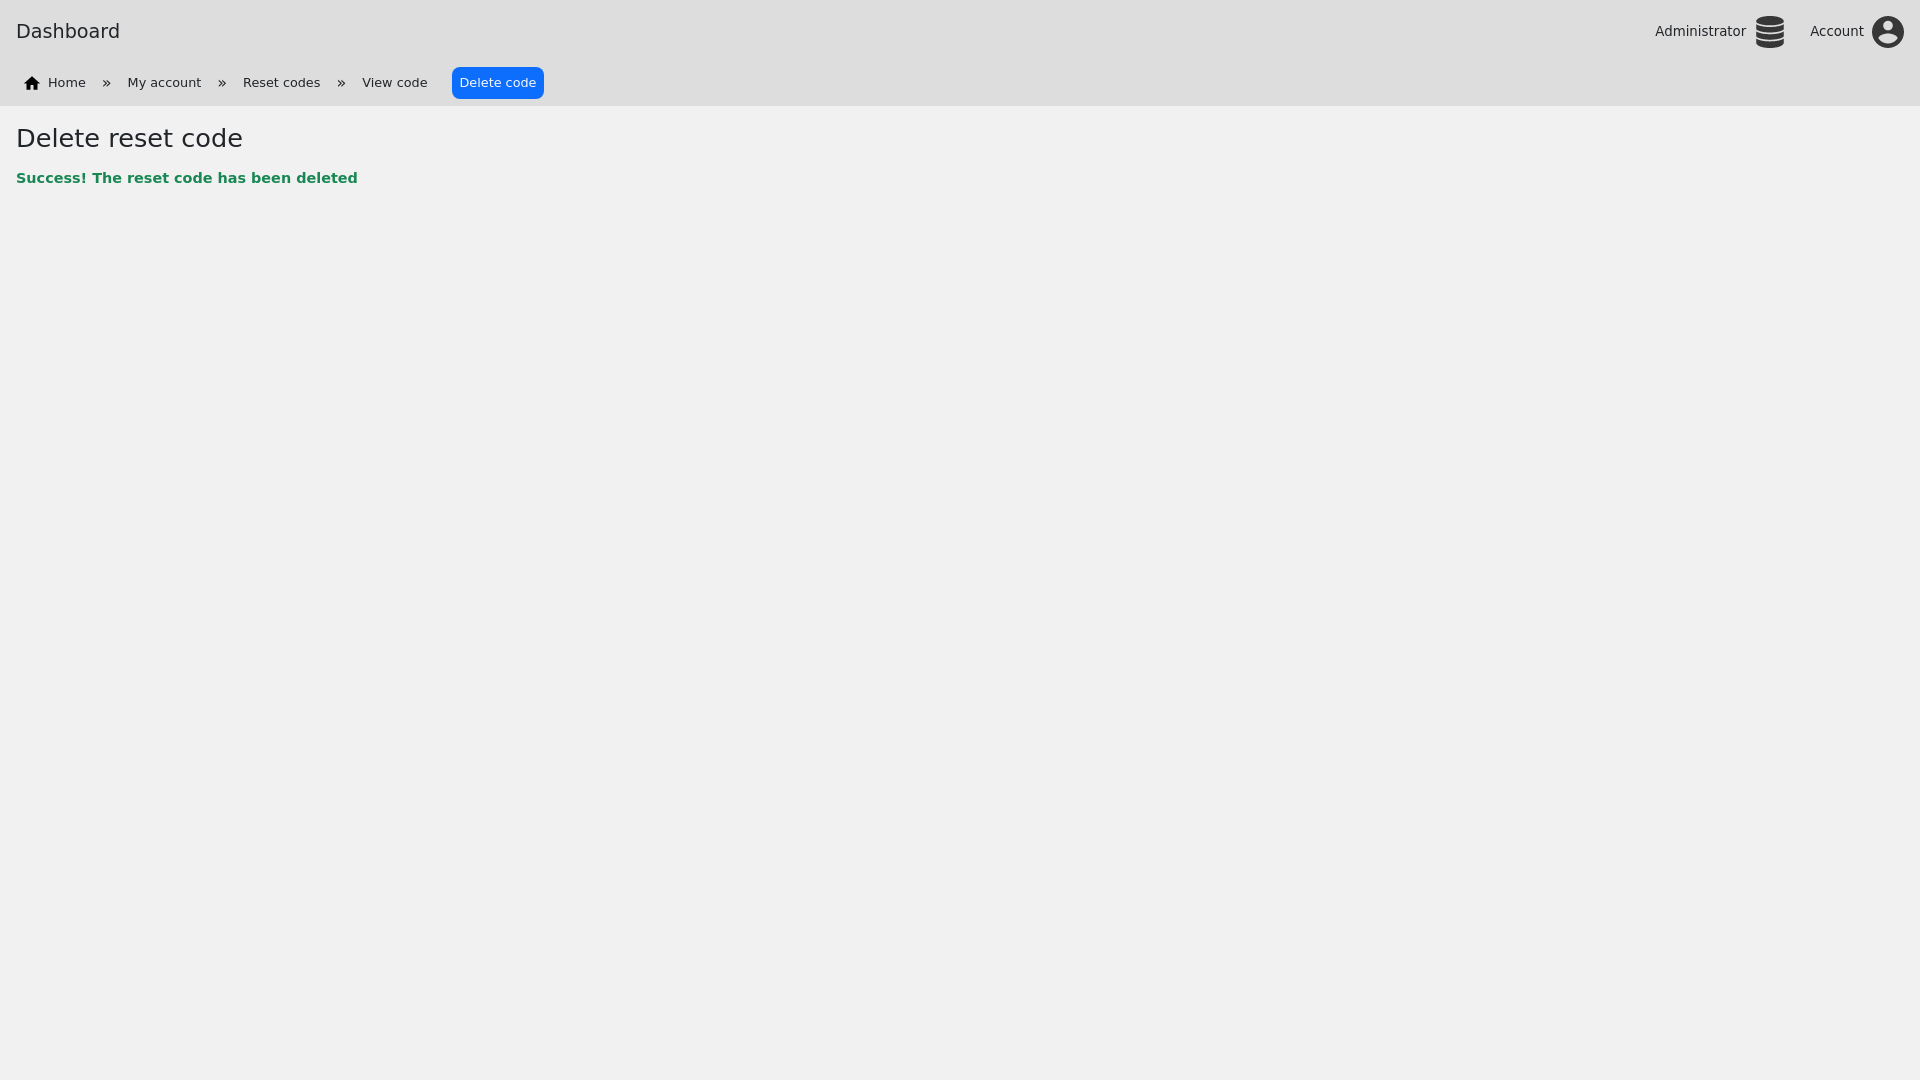 Dashboard
Administrator
Account
Home » My account » Reset codes » View code Delete code
Delete reset code
Success! The reset code has been deleted